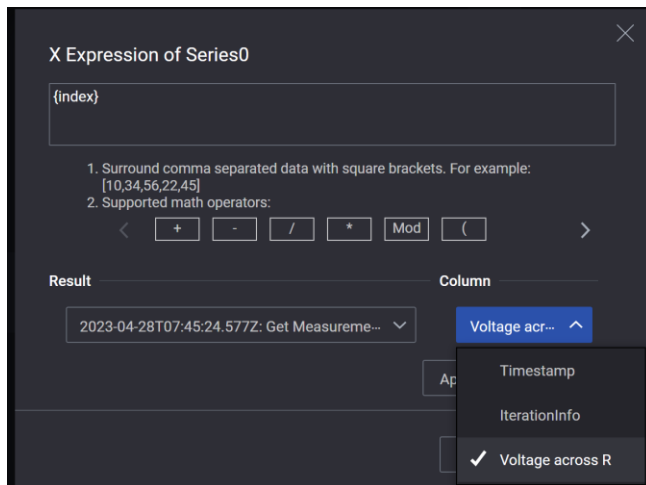 X Expression of Series0
{index}
1. Surround comma separated data with square brackets. For example:
[10,34,56,22,45]
2. Supported math operators:
+ - / * Mod (
Result
Column
2023-04-28T07:45:24.577Z: Get Measureme···
Voltage acr···
Ap
Timestamp
IterationInfo
Voltage across R